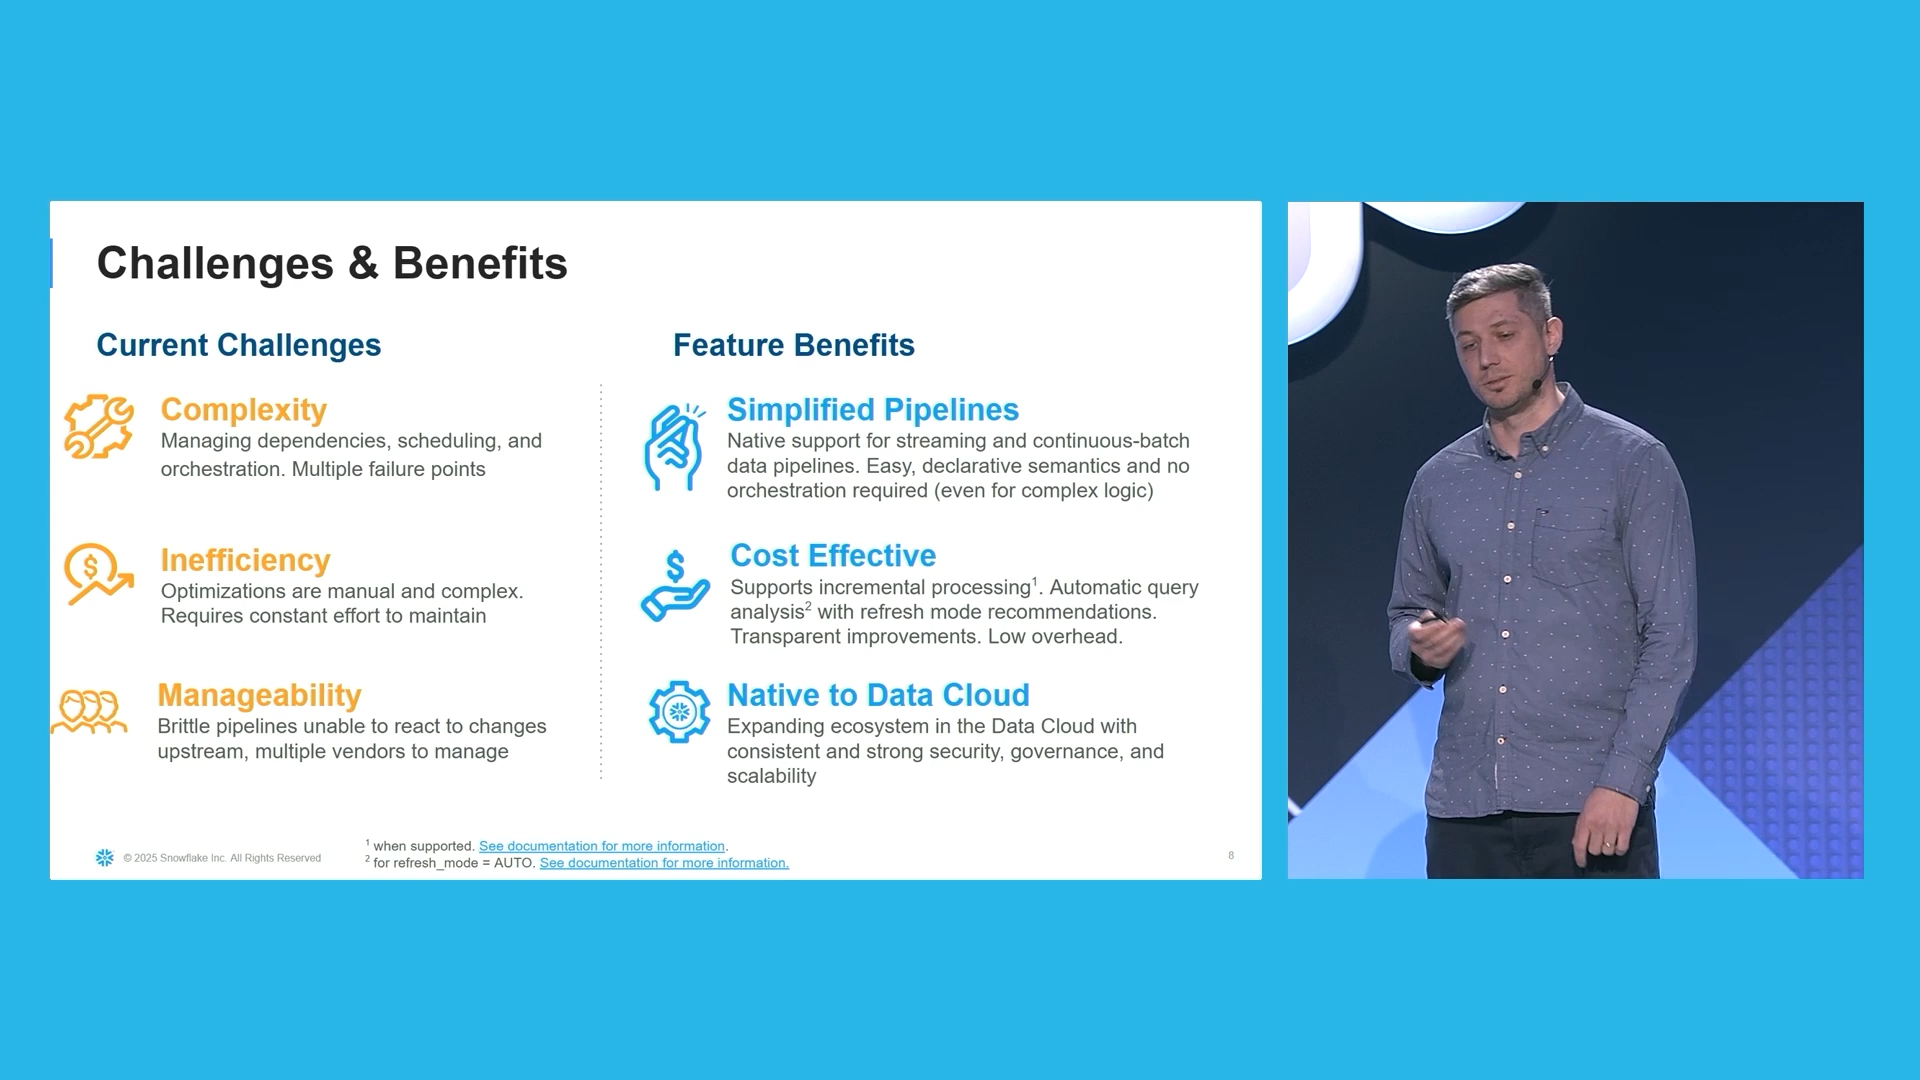 Challenges & Benefits
Current Challenges
Complexity
Managing dependencies, scheduling, and
orchestration. Multiple failure points
Inefficiency
Optimizations are manual and complex.
Requires constant effort to maintain
Manageability
Brittle pipelines unable to react to changes
upstream, multiple vendors to manage
Feature Benefits
Simplified Pipelines
Native support for streaming and continuous-batch
data pipelines. Easy, declarative semantics and no
orchestration required (even for complex logic)
Cost Effective
Supports incremental processing¹. Automatic query
analysis² with refresh mode recommendations.
Transparent improvements. Low overhead.
Native to Data Cloud
Expanding ecosystem in the Data Cloud with
consistent and strong security, governance, and
scalability
© 2025 Snowflake Inc. All Rights Reserved
¹ when supported. See documentation for more information.
² for refresh_mode = AUTO. See documentation for more information.
8